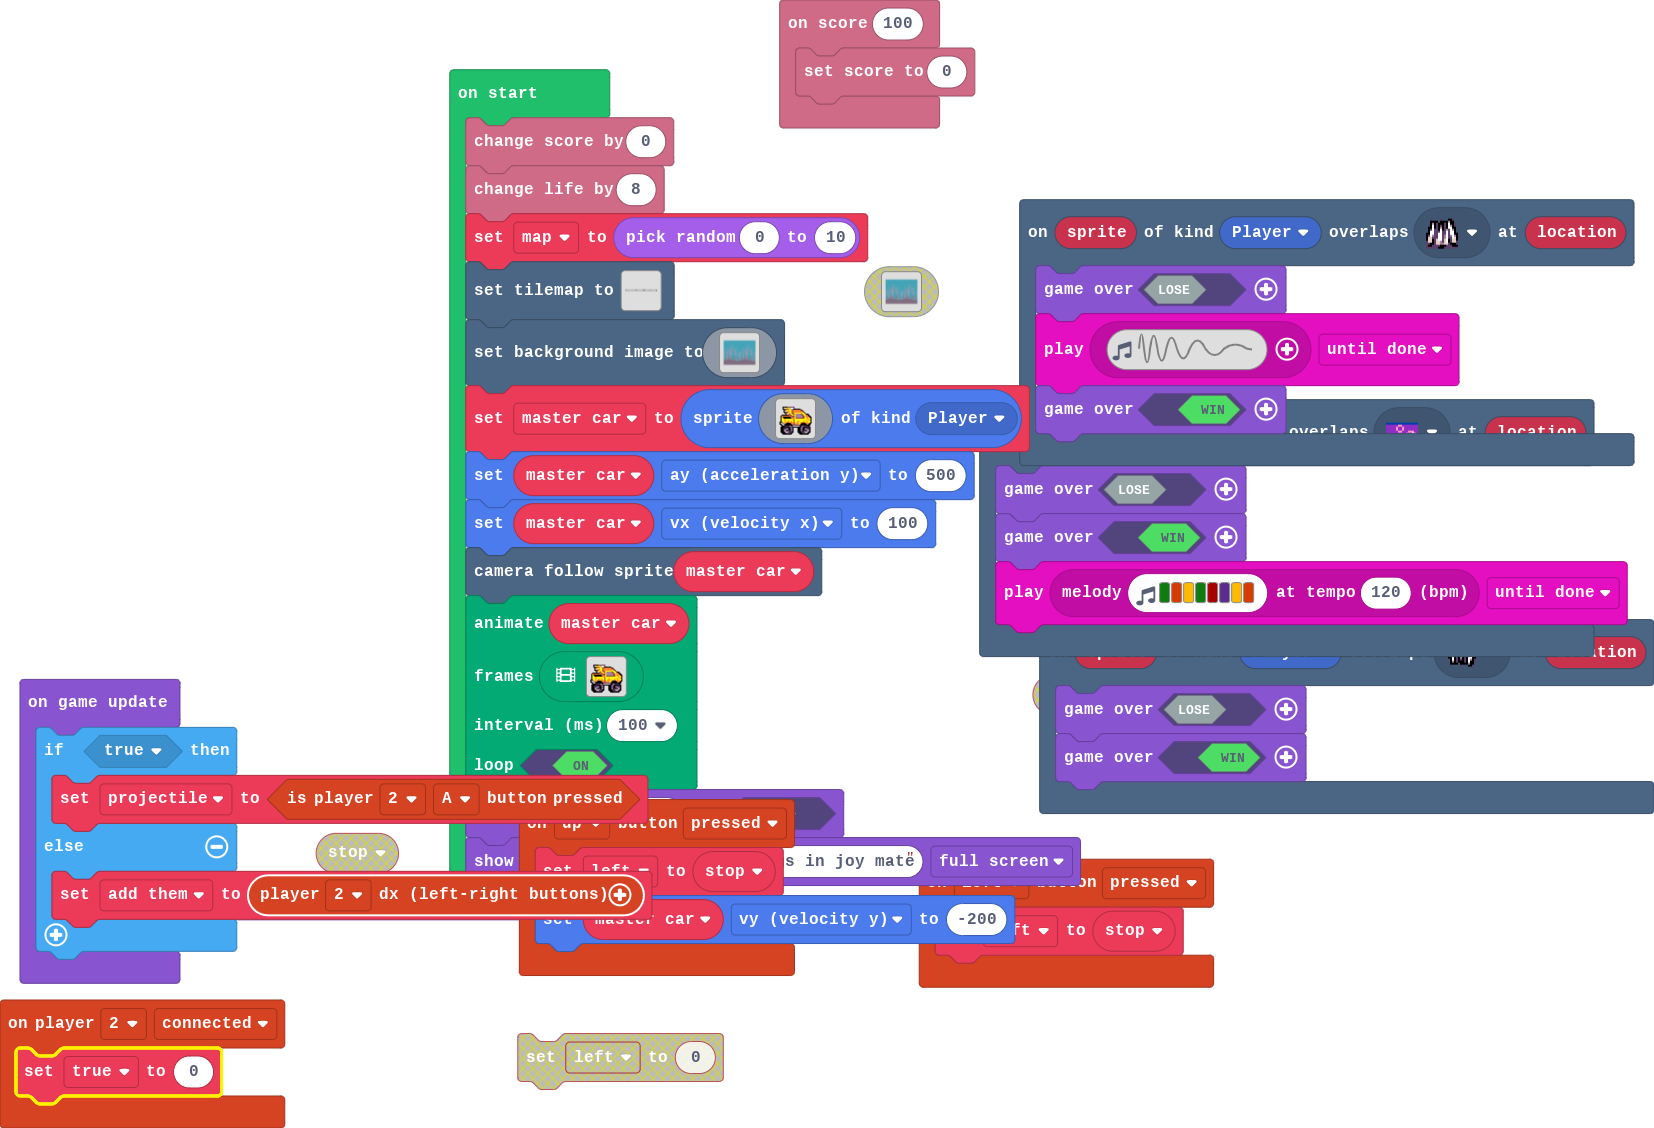 on score 100
set score to 0
on start
change score by 0
change life by 8
set map to pick random 0 to 10
set tilemap to
set background image to
set master car to sprite of kind Player
set master car ay (acceleration y) to 500
set master car vx (velocity x) to 100
camera follow sprite master car
animate master car
frames
interval (ms) 100
loop ON
show
s in joy mate" full screen
on sprite of kind Player overlaps at location
game over LOSE
play until done
game over WIN
overlaps at location
game over LOSE
game over WIN
play melody at tempo 120 (bpm) until done
game over LOSE
game over WIN
on game update
if true then
set projectile to is player 2 A button pressed
else
set add them to player 2 dx (left-right buttons)
stop
on up button pressed
set left to stop
set master car vy (velocity y) to -200
button pressed
to stop
on player 2 connected
set true to 0
set left to 0